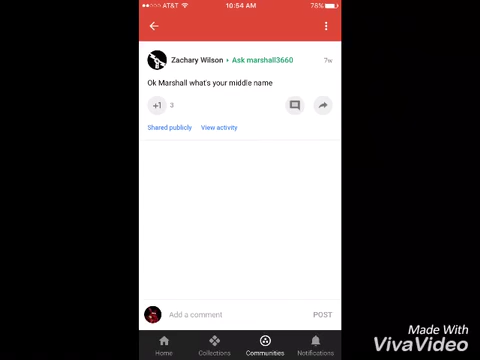 AT&T 10:54 AM 78%
Zachary Wilson • Ask marshall3660 7w
Ok Marshall what's your middle name
+1 3
Shared publicly View activity
Add a comment POST
Home Collections Communities Notifications
Made With
VivaVideo